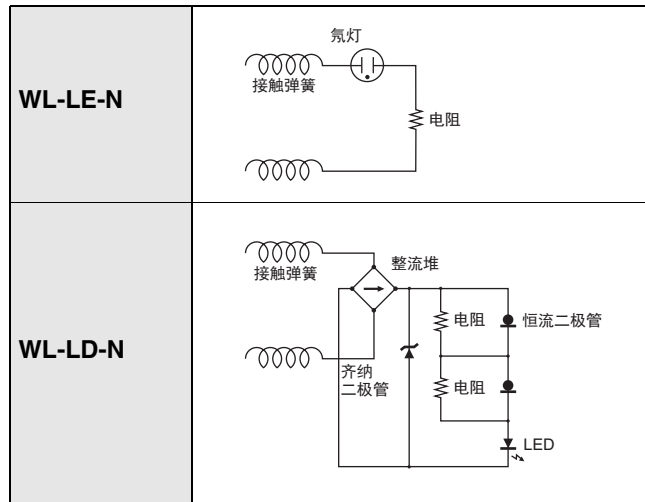 WL-LE-N
氖灯
接触弹簧
电阻
WL-LD-N
接触弹簧
整流堆
电阻
恒流二极管
齐纳
二极管
电阻
LED